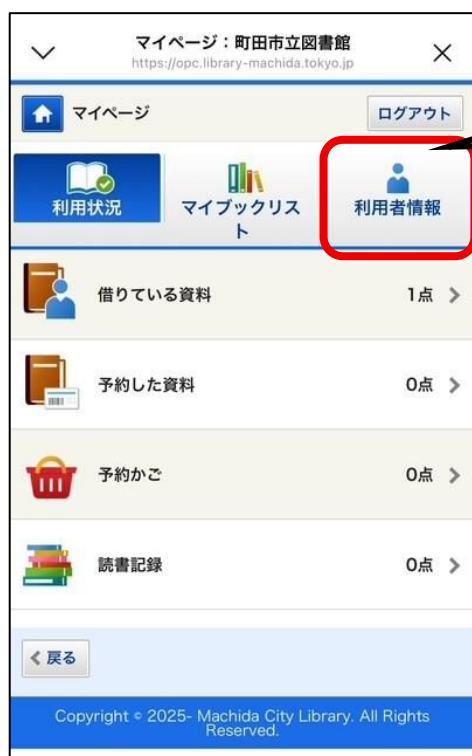 マイページ：町田市立図書館
https://opc.library-machida.tokyo.jp
マイページ
ログアウト
利用状況
マイブックリス
ト
利用者情報
借りている資料 1点
予約した資料 0点
予約かご 0点
読書記録 0点
戻る
Copyright © 2025- Machida City Library. All Rights
Reserved.